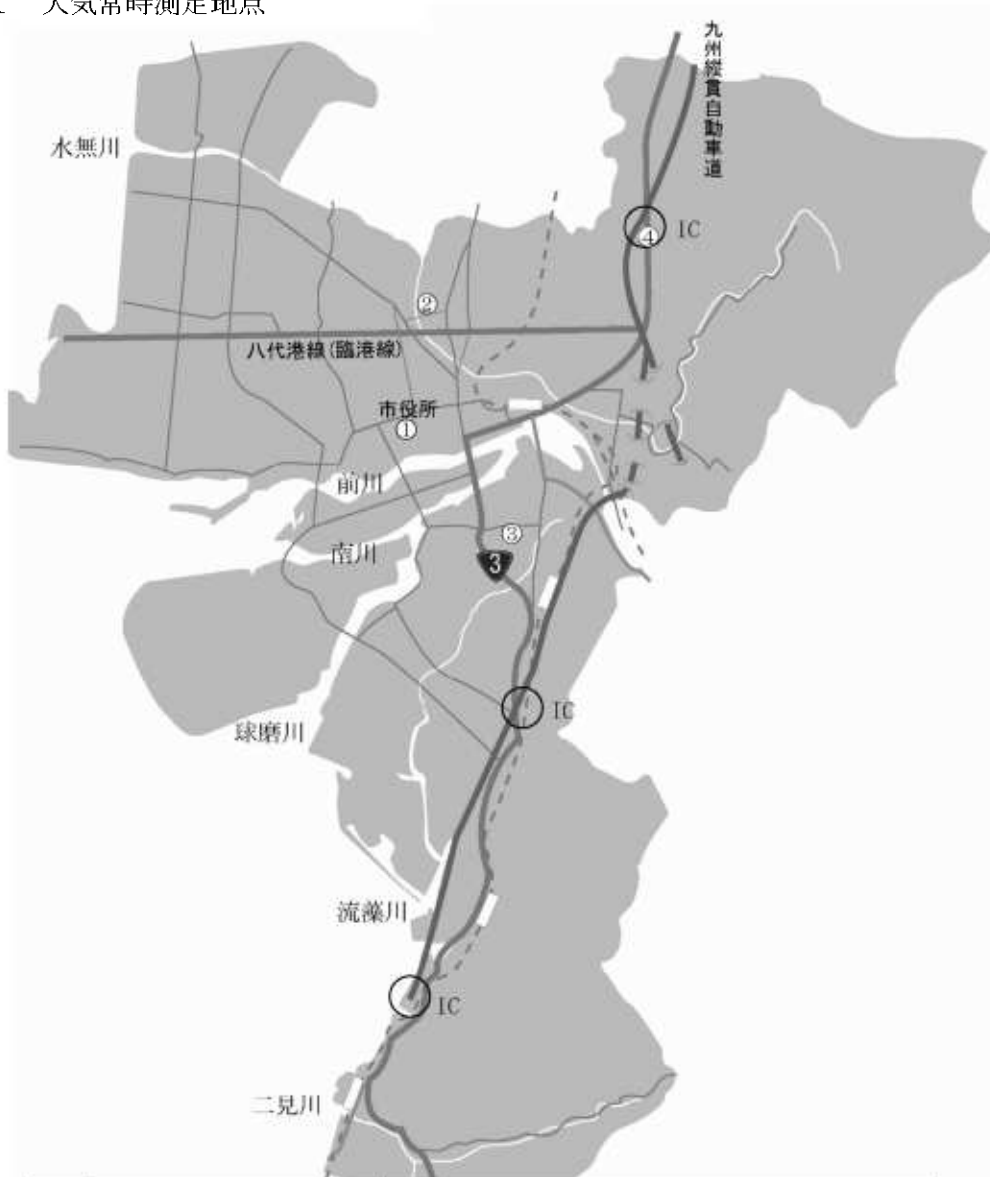 大気常時測定地点
九州縦貫自動車道
水無川
④
IC
②
八代港線(臨港線)
市役所
①
前川
南川
③
3
IC
球磨川
流藻川
IC
二見川